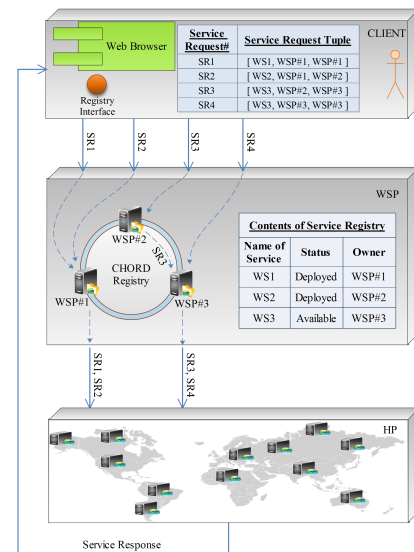 Web Browser
Registry
Interface
Service
Request#
Service Request Tuple
SR1 [ WS1, WSP#1, WSP#1 ]
SR2 [ WS2, WSP#1, WSP#2 ]
SR3 [ WS3, WSP#2, WSP#3 ]
SR4 [ WS3, WSP#3, WSP#3 ]
CLIENT
SR1
SR2
SR3
SR4
WSP
WSP#2
SR3
CHORD
Registry
WSP#1
WSP#3
Contents of Service Registry
Name of
Service
Status
Owner
WS1 Deployed WSP#1
WS2 Deployed WSP#2
WS3 Available WSP#3
SR1, SR2
SR3, SR4
HP
Service Response